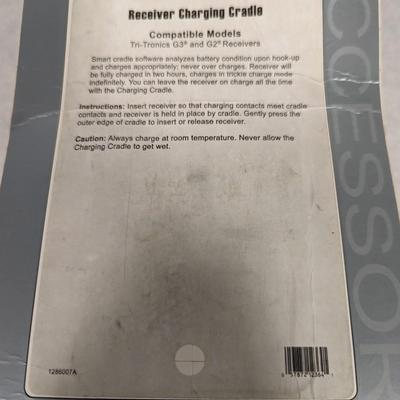 Receiver Charging Cradle
Compatible Models
Tri-Tronics G3® and G2® Receivers
Smart cradle software analyzes battery condition upon hook-up
and charges appropriately; never over charges. Receiver will
be fully charged in two hours, charges in trickle charge mode
indefinitely. You can leave the receiver on charge all the time
with the Charging Cradle.
Instructions: Insert receiver so that charging contacts meet cradle
contacts and receiver is held in place by cradle. Gently press the
outer edge of cradle to insert or release receiver.
Caution: Always charge at room temperature. Never allow the
Charging Cradle to get wet.
1286007A
CCESSOR